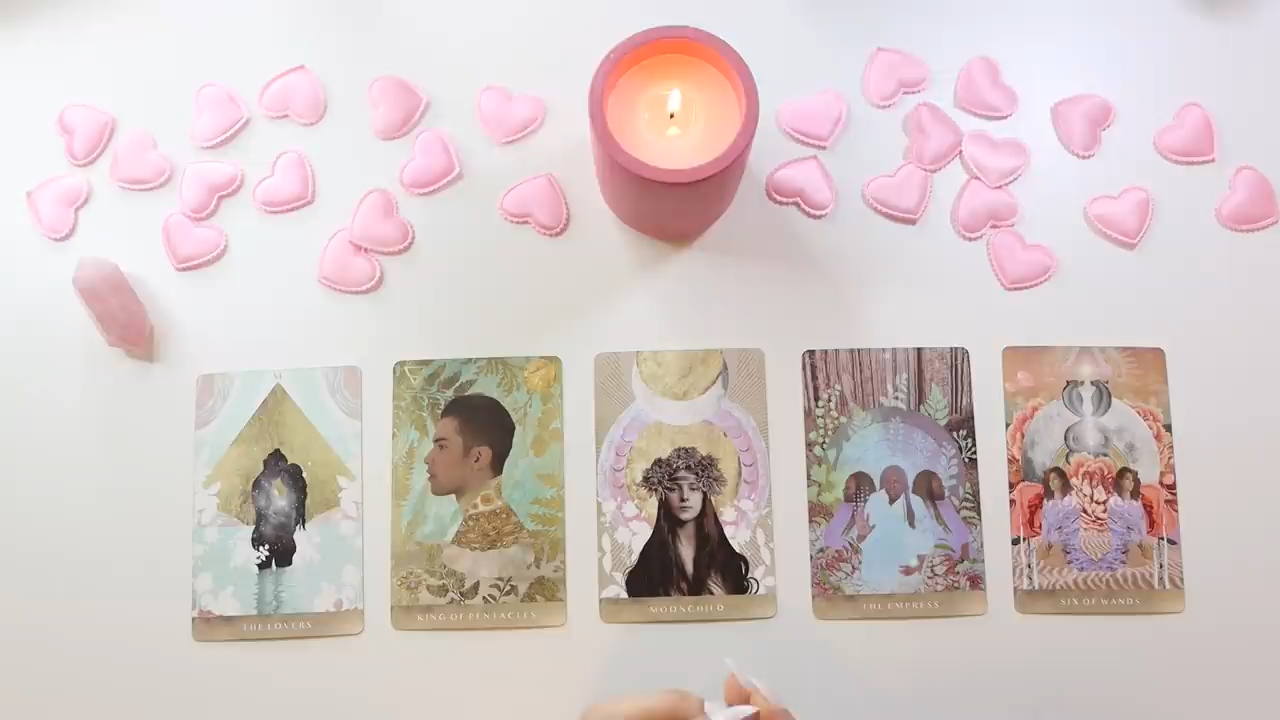 THE LOVERS
KING OF PENTACLES
MOONCHILD
THE EMPRESS
SIX OF WANDS